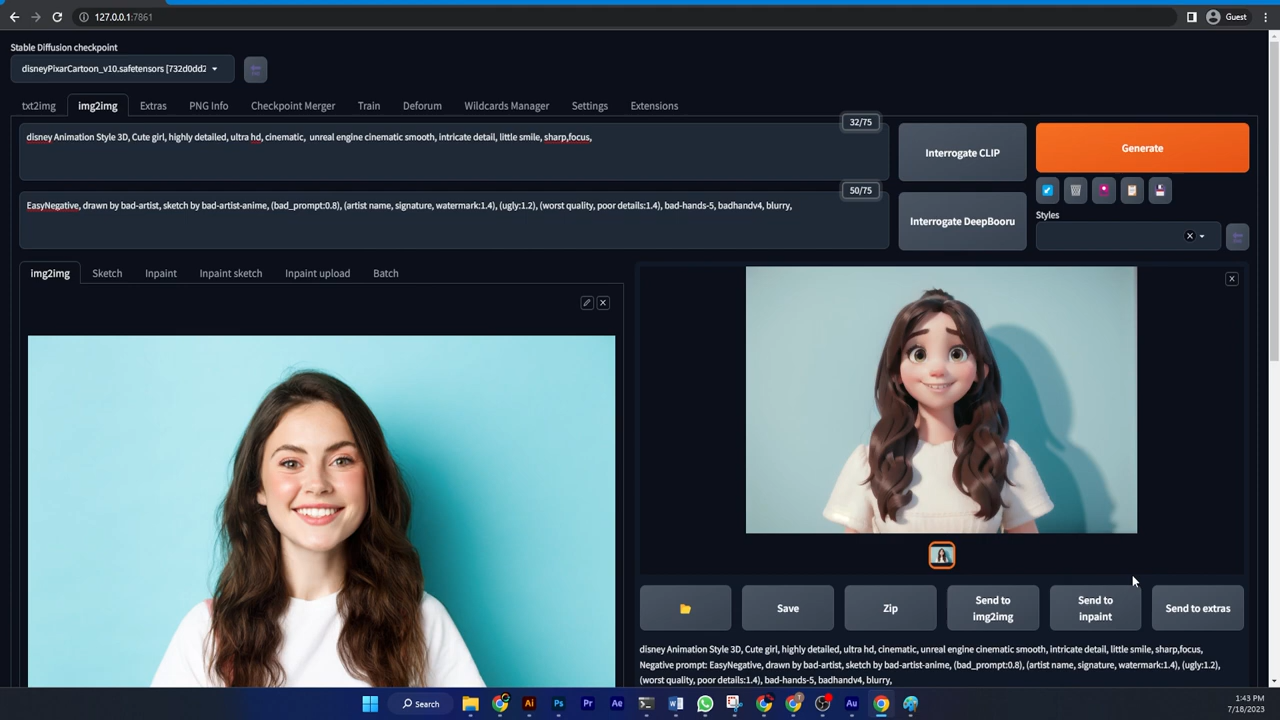 127.0.0.1:7861
Guest
Stable Diffusion checkpoint
disneyPixarCartoon_v10.safetensors [732d0dd2
txt2img img2img Extras PNG Info Checkpoint Merger Train Deforum Wildcards Manager Settings Extensions
32/75
disney Animation Style 3D, Cute girl, highly detailed, ultra hd, cinematic,  unreal engine cinematic smooth, intricate detail, little smile, sharp,focus,
Interrogate CLIP
Generate
50/75
EasyNegative, drawn by bad-artist, sketch by bad-artist-anime, (bad_prompt:0.8), (artist name, signature, watermark:1.4), (ugly:1.2), (worst quality, poor details:1.4), bad-hands-5, badhandv4, blurry,
Interrogate DeepBooru
Styles
img2img Sketch Inpaint Inpaint sketch Inpaint upload Batch
Save
Zip
Send to
img2img
Send to
inpaint
Send to extras
disney Animation Style 3D, Cute girl, highly detailed, ultra hd, cinematic, unreal engine cinematic smooth, intricate detail, little smile, sharp,focus,
Negative prompt: EasyNegative, drawn by bad-artist, sketch by bad-artist-anime, (bad_prompt:0.8), (artist name, signature, watermark:1.4), (ugly:1.2),
(worst quality, poor details:1.4), bad-hands-5, badhandv4, blurry,
Search
Ai
Ps
Pr
Ae
Au
1:43 PM
7/18/2023